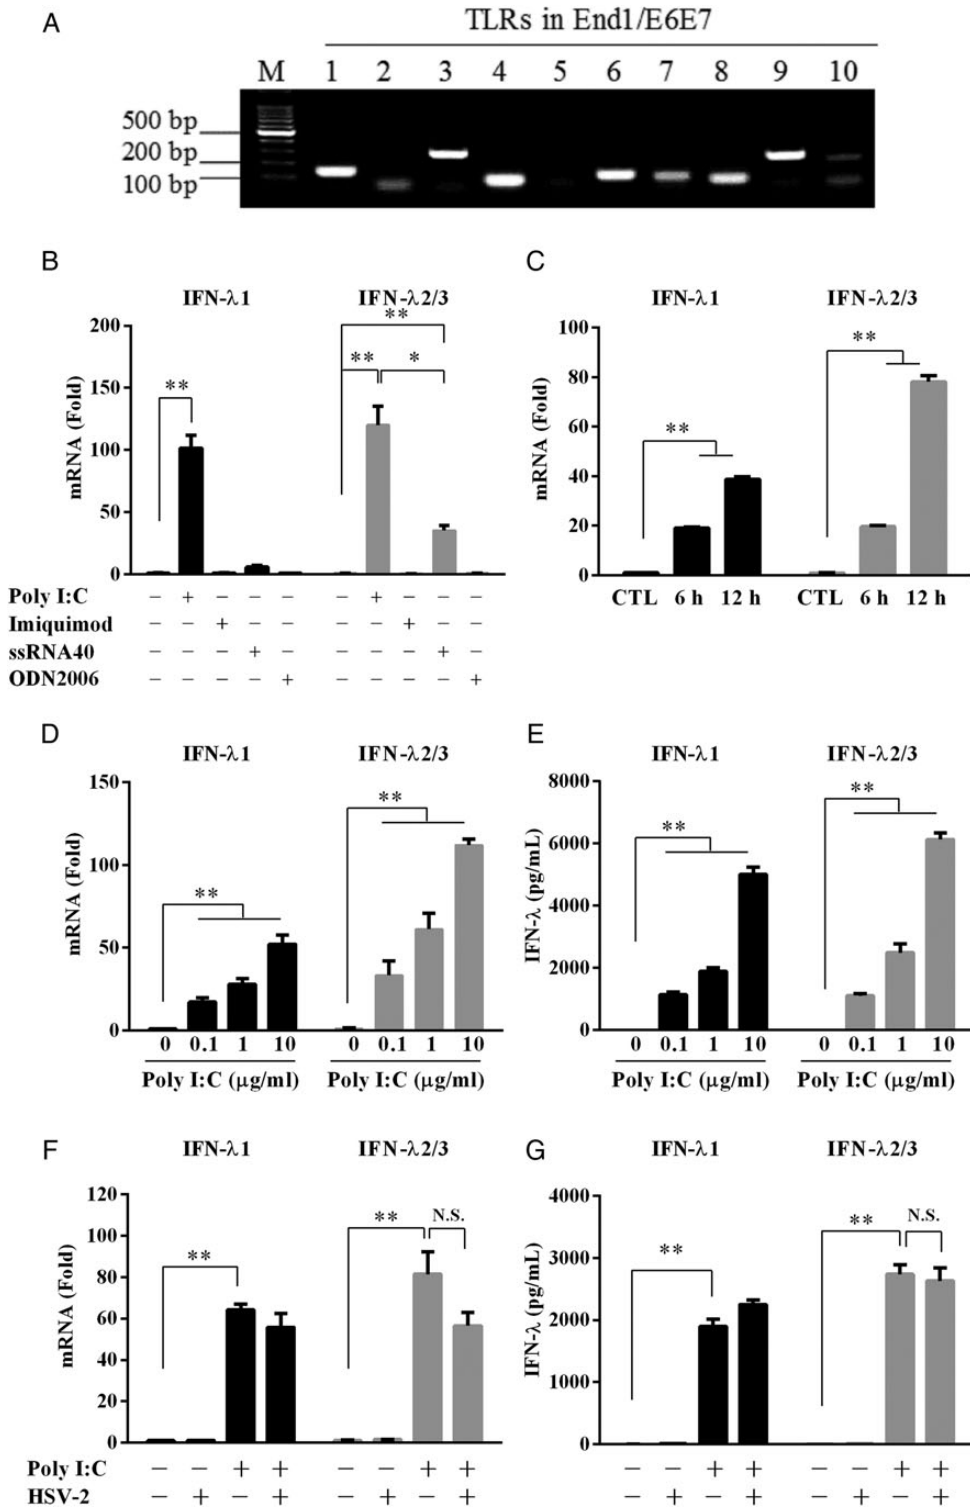 A
TLRs in End1/E6E7
M 1 2 3 4 5 6 7 8 9 10
500 bp
200 bp
100 bp
B
IFN-λ1 IFN-λ2/3
** ** ** *
mRNA (Fold)
200
150
100
50
0
Poly I:C − + − − − − + − − −
Imiquimod − − + − − − − + − −
ssRNA40 − − − + − − − − + −
ODN2006 − − − − + − − − − +
C
IFN-λ1 IFN-λ2/3
** **
mRNA (Fold)
100
80
60
40
20
0
CTL 6 h 12 h CTL 6 h 12 h
D
IFN-λ1 IFN-λ2/3
** **
mRNA (Fold)
150
100
50
0
0 0.1 1 10 0 0.1 1 10
Poly I:C (μg/ml) Poly I:C (μg/ml)
E
IFN-λ1 IFN-λ2/3
** **
IFN-λ (pg/mL)
8000
6000
4000
2000
0
0 0.1 1 10 0 0.1 1 10
Poly I:C (μg/ml) Poly I:C (μg/ml)
F
IFN-λ1 IFN-λ2/3
** ** N.S.
mRNA (Fold)
120
100
80
60
40
20
0
Poly I:C − − + + − − + +
HSV-2 − + − + − + − +
G
IFN-λ1 IFN-λ2/3
** ** N.S.
IFN-λ (pg/mL)
4000
3000
2000
1000
0
− − + + − − + +
− + − + − + − +